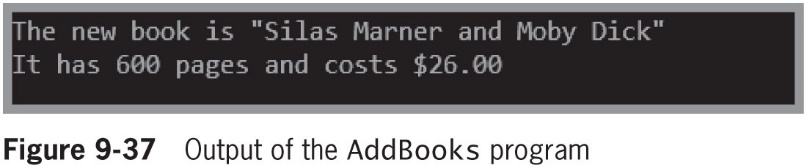 The new book is "Silas Marner and Moby Dick"
It has 600 pages and costs $26.00
Figure 9-37 Output of the AddBooks program